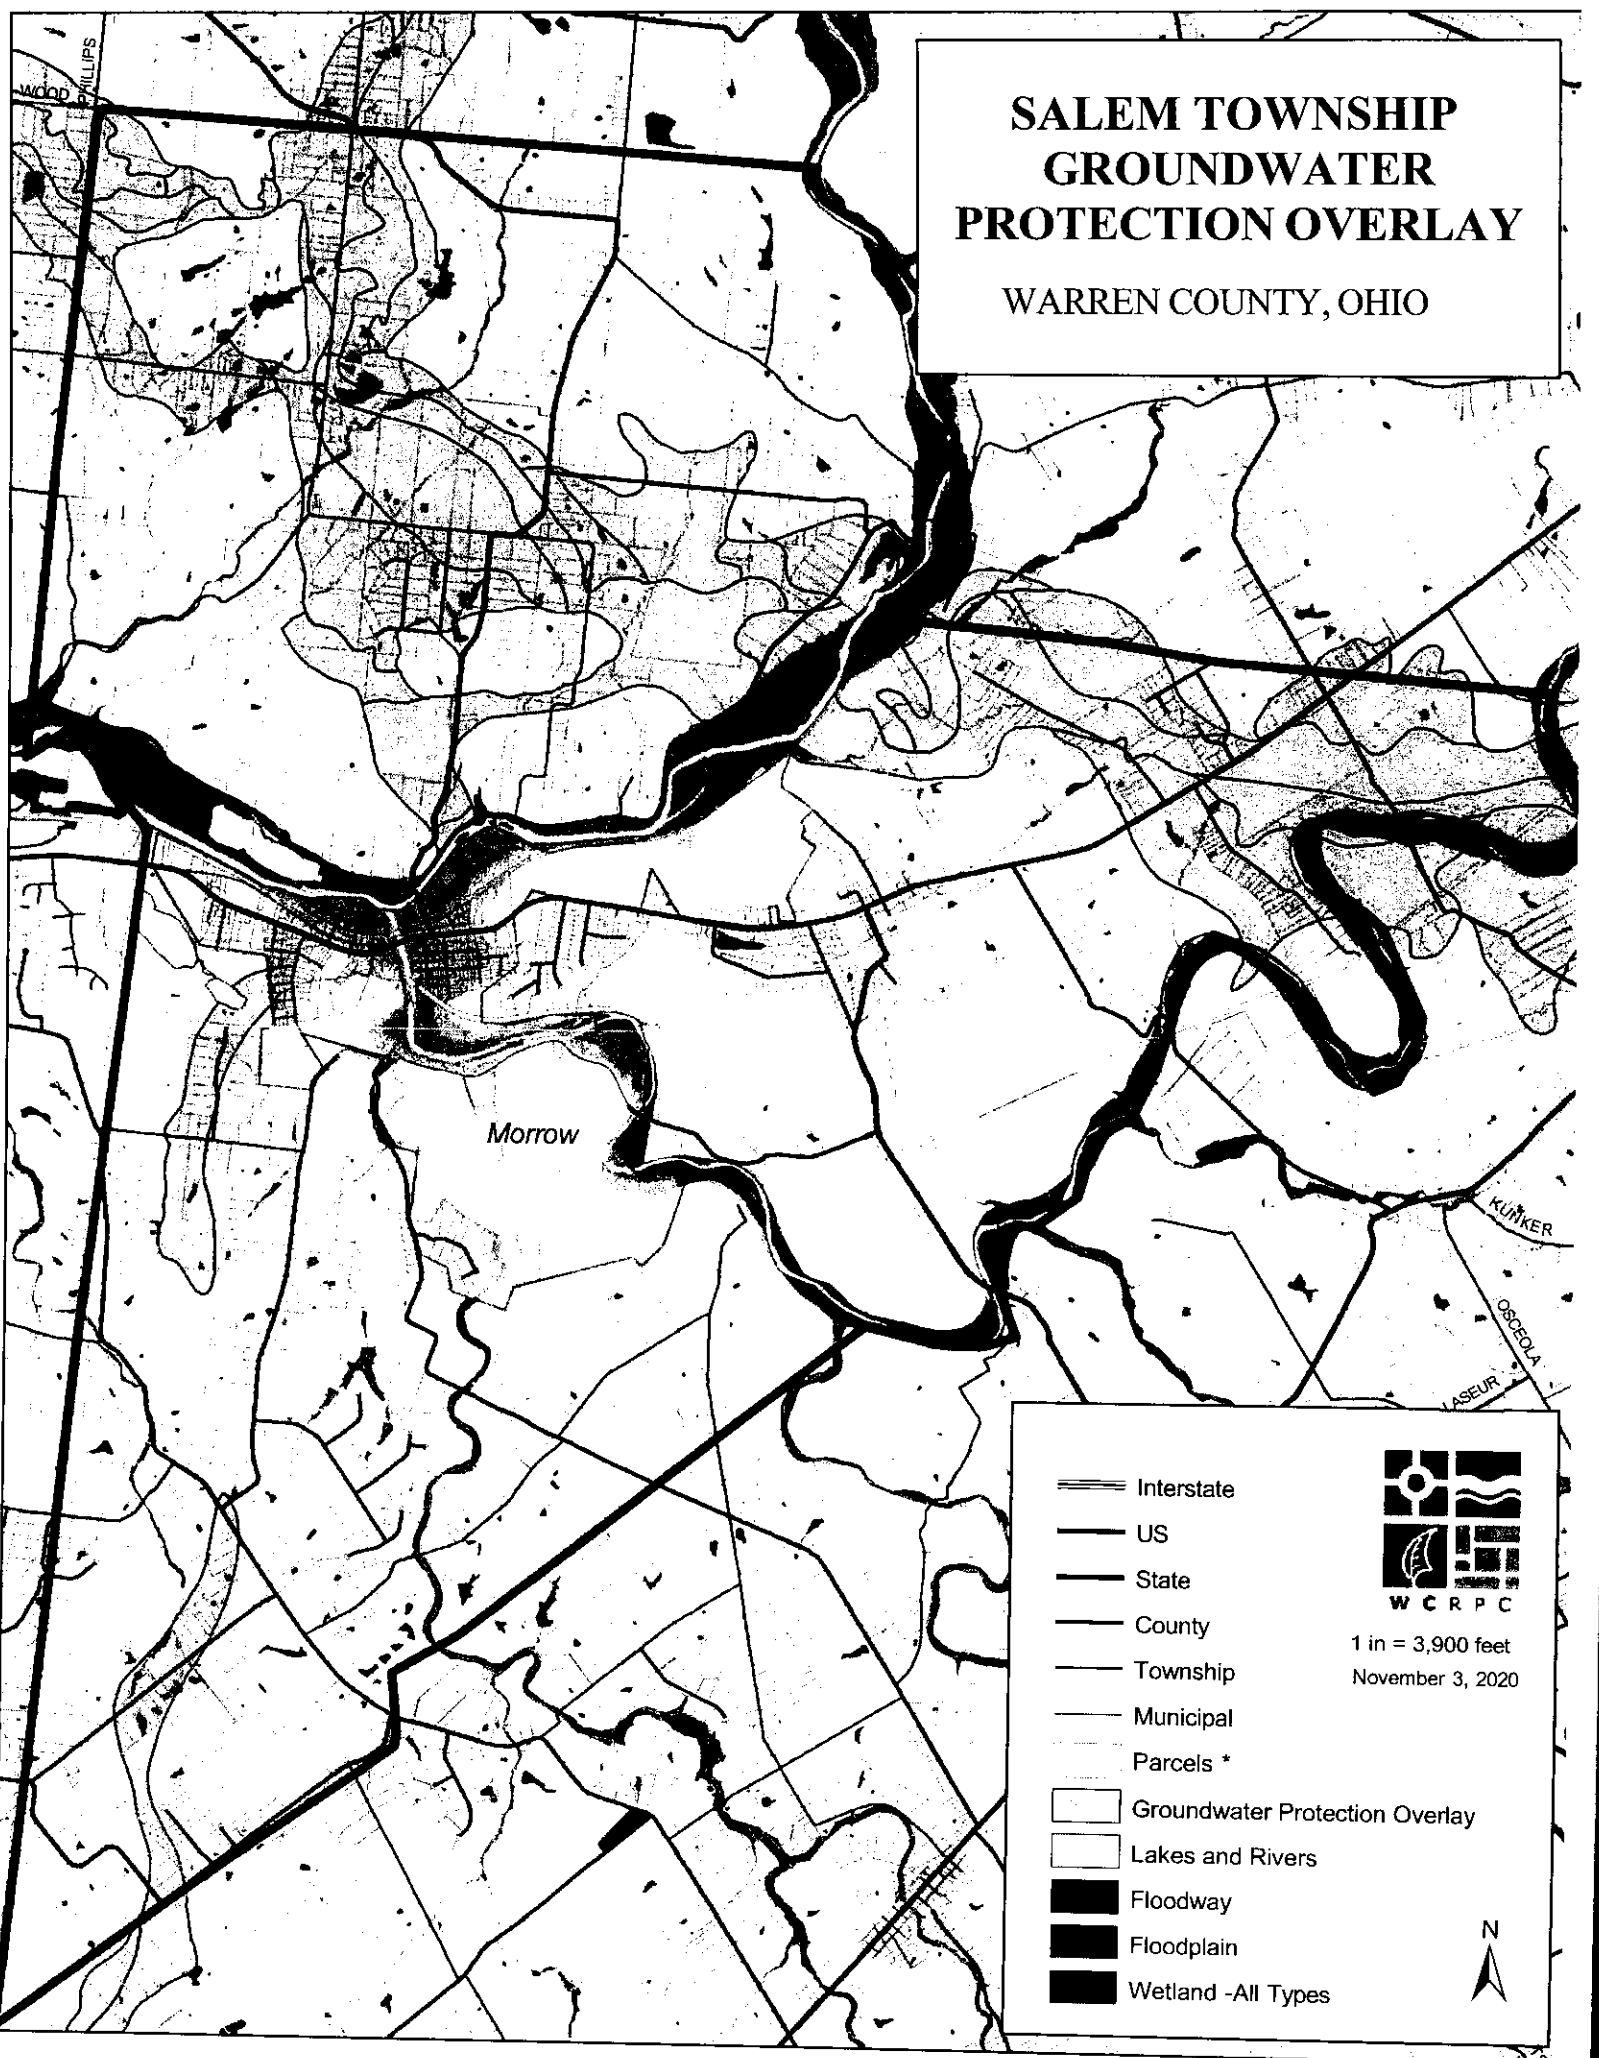 PHILLIPS
WOOD
SALEM TOWNSHIP
GROUNDWATER
PROTECTION OVERLAY
WARREN COUNTY, OHIO
Morrow
KUNKER
OSCEOLA
LASEUR
Interstate
US
State
County
Township
Municipal
Parcels *
Groundwater Protection Overlay
Lakes and Rivers
Floodway
Floodplain
Wetland -All Types
W C R P C
1 in = 3,900 feet
November 3, 2020
N